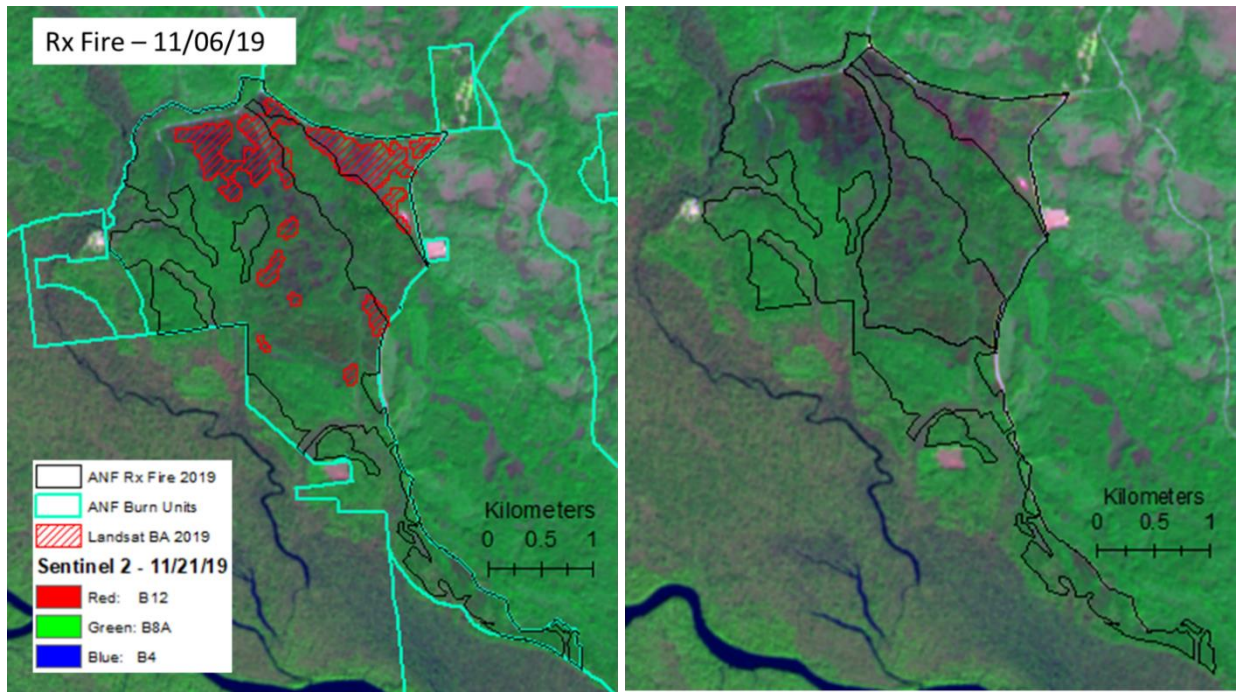 Rx Fire – 11/06/19
ANF Rx Fire 2019
ANF Burn Units
Landsat BA 2019
Sentinel 2 - 11/21/19
Red: B12
Green: B8A
Blue: B4
Kilometers
0 0.5 1
Kilometers
0 0.5 1